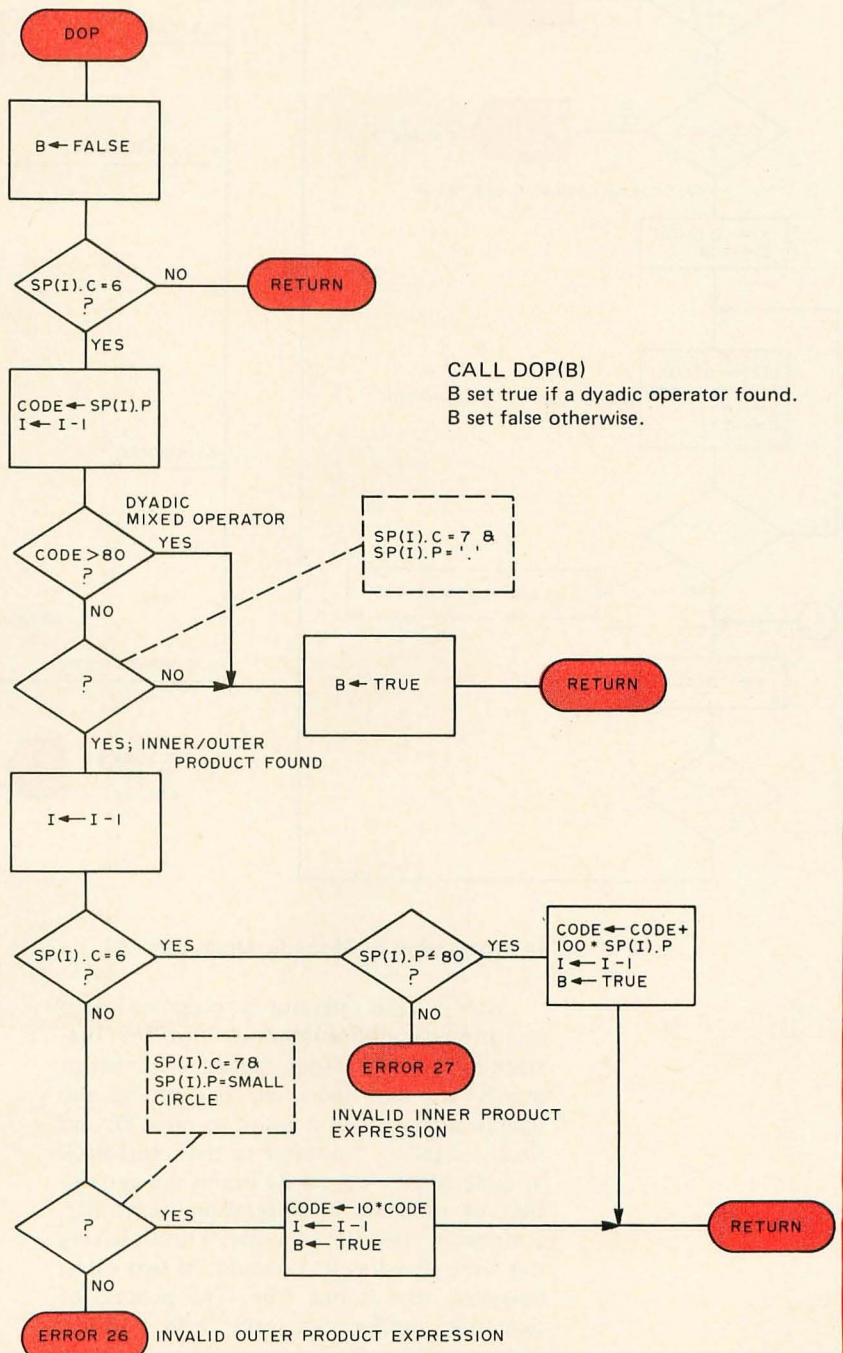 DOP
B ← FALSE
SP(I).C=6
?
NO
RETURN
YES
CODE ← SP(I).P
I ← I-1
CALL DOP(B)
B set true if a dyadic operator found.
B set false otherwise.
DYADIC
MIXED OPERATOR
CODE>80
?
YES
NO
SP(I).C=7 &
SP(I).P='.'
?
NO
B ← TRUE
RETURN
YES; INNER/OUTER
PRODUCT FOUND
I ← I-1
SP(I).C=6
?
YES
NO
SP(I).P≤80
?
YES
NO
CODE ← CODE+
100* SP(I).P
I ← I-1
B ← TRUE
ERROR 27
INVALID INNER PRODUCT
EXPRESSION
SP(I).C=7&
SP(I).P=SMALL
CIRCLE
?
YES
NO
CODE ← 10*CODE
I ← I-1
B ← TRUE
RETURN
ERROR 26
INVALID OUTER PRODUCT EXPRESSION